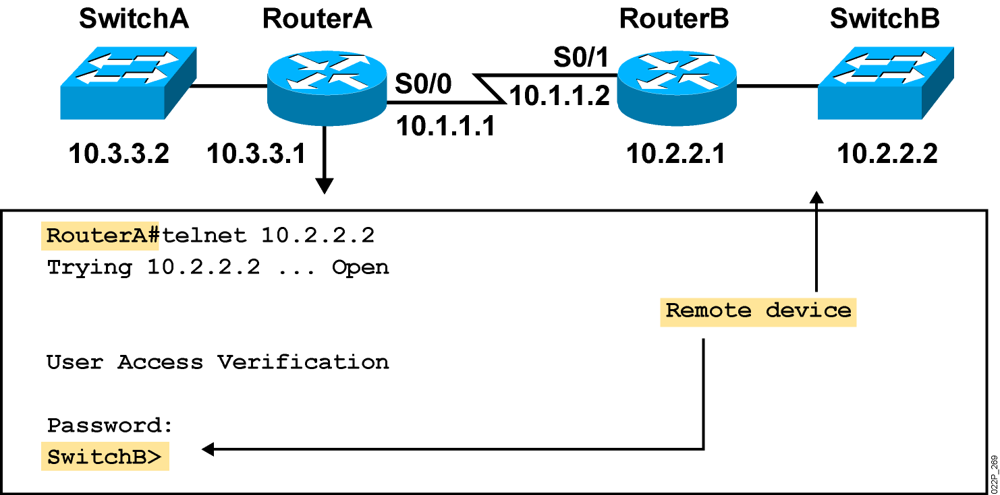 SwitchA RouterA RouterB SwitchB
S0/1
S0/0
10.1.1.2
10.1.1.1
10.3.3.2 10.3.3.1 10.2.2.1 10.2.2.2
RouterA#telnet 10.2.2.2
Trying 10.2.2.2 ... Open
Remote device
User Access Verification
Password:
SwitchB>
022P_269